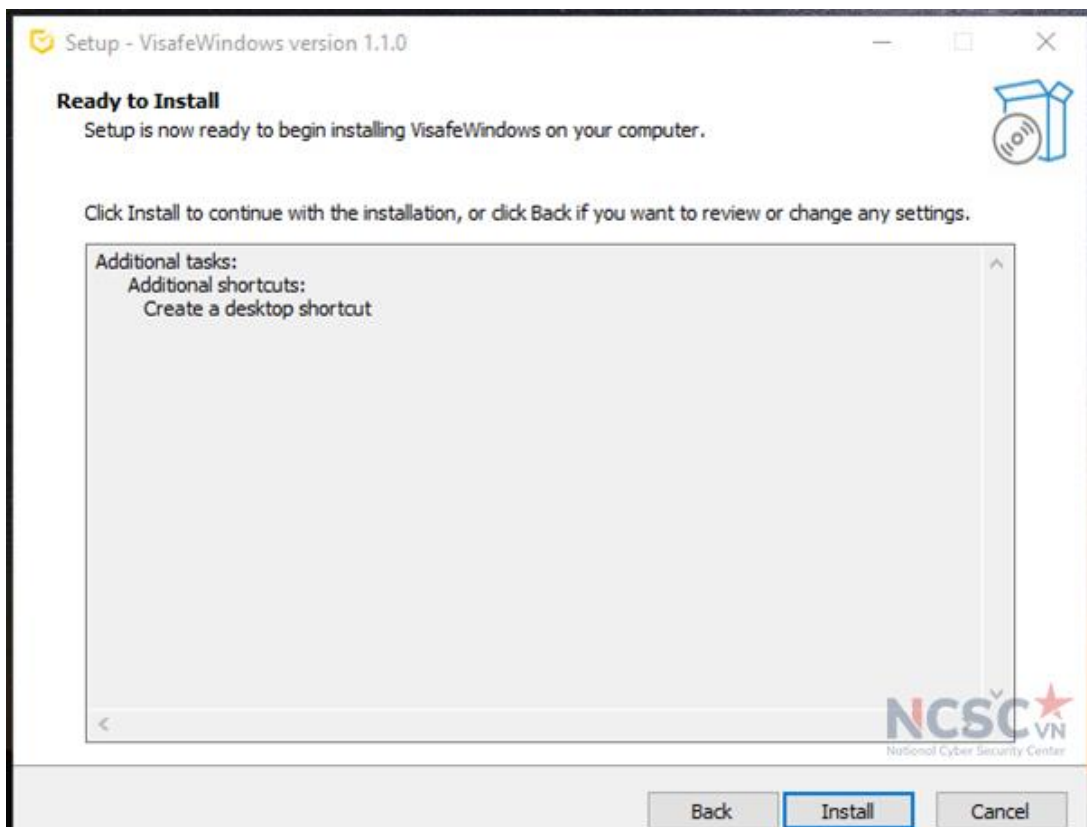 Setup - VisafeWindows version 1.1.0
Ready to Install
Setup is now ready to begin installing VisafeWindows on your computer.
Click Install to continue with the installation, or click Back if you want to review or change any settings.
Additional tasks:
Additional shortcuts:
Create a desktop shortcut
NCSC VN
National Cyber Security Center
Back
Install
Cancel